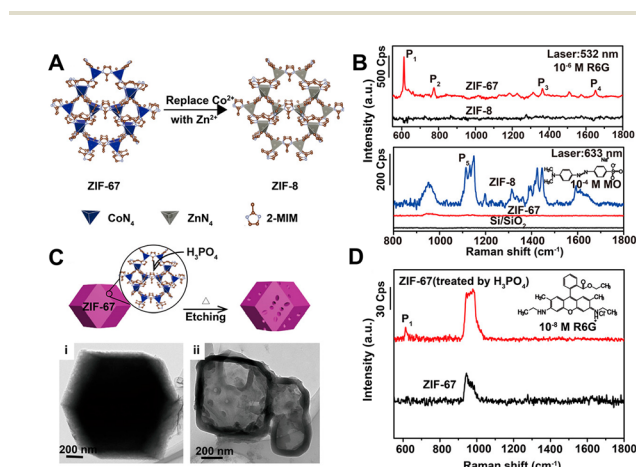 A
Replace Co2+
with Zn2+
ZIF-67
ZIF-8
CoN4
ZnN4
2-MIM
B
Laser:532 nm
10-6 M R6G
500 Cps
P1
P2
P3
P4
ZIF-67
ZIF-8
600 800 1000 1200 1400 1600 1800
Intensity (a.u.)
Laser:633 nm
200 Cps
P5
ZIF-8
10-4 MO
ZIF-67
Si/SiO2
800 1000 1200 1400 1600 1800
Raman shift (cm-1)
C
H3PO4
ZIF-67
△
Etching
i
200 nm
ii
200 nm
D
ZIF-67(treated by H3PO4)
30 Cps
P1
10-8 M R6G
ZIF-67
Intensity (a.u.)
600 800 1000 1200 1400 1600 1800
Raman shift (cm-1)